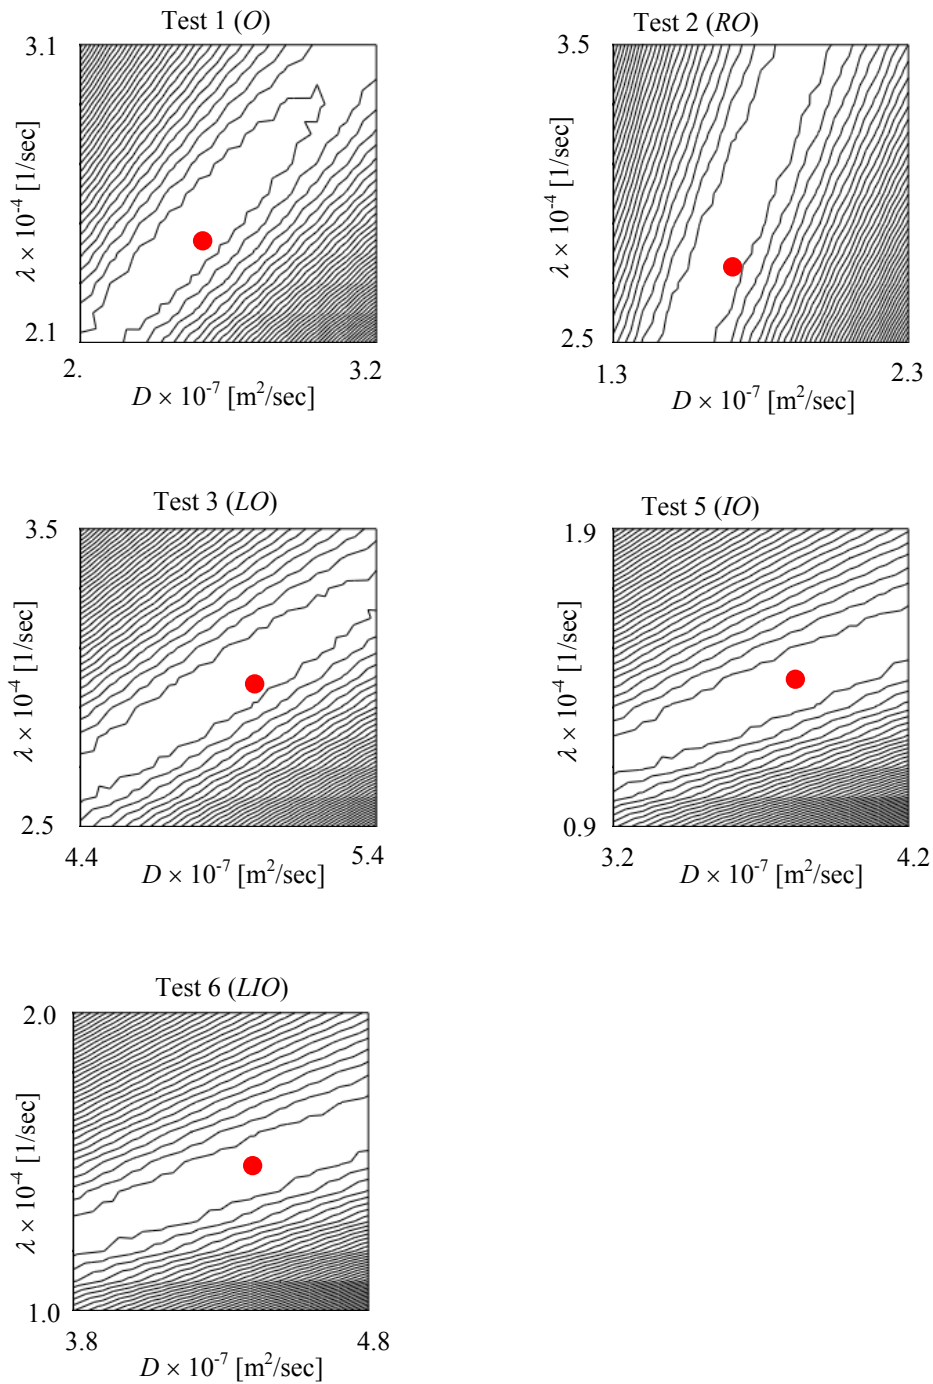 Test 1 (O)
3.1
λ × 10⁻⁴ [1/sec]
2.1
2. 3.2
D × 10⁻⁷ [m²/sec]
Test 2 (RO)
3.5
λ × 10⁻⁴ [1/sec]
2.5
1.3 2.3
D × 10⁻⁷ [m²/sec]
Test 3 (LO)
3.5
λ × 10⁻⁴ [1/sec]
2.5
4.4 5.4
D × 10⁻⁷ [m²/sec]
Test 5 (IO)
1.9
λ × 10⁻⁴ [1/sec]
0.9
3.2 4.2
D × 10⁻⁷ [m²/sec]
Test 6 (LIO)
2.0
λ × 10⁻⁴ [1/sec]
1.0
3.8 4.8
D × 10⁻⁷ [m²/sec]